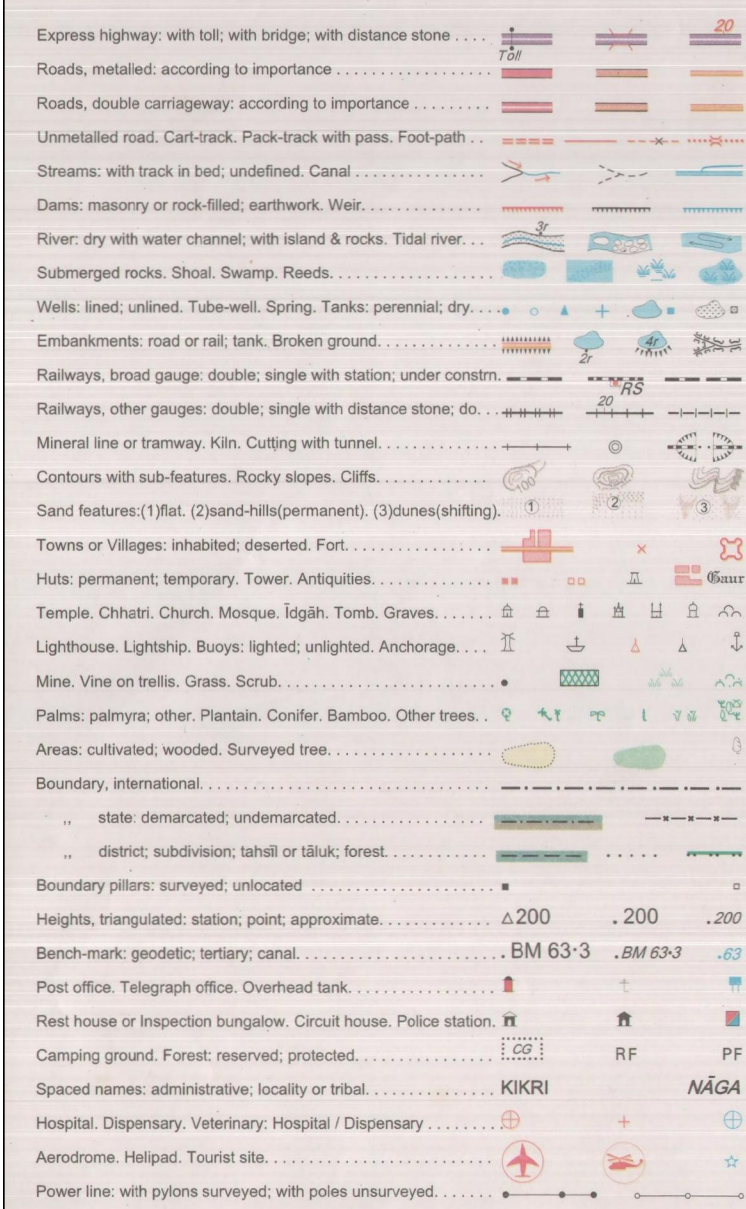 Express highway: with toll; with bridge; with distance stone . . . . Toll 20
Roads, metalled: according to importance . . . . . . . . . . . . . . . . . .
Roads, double carriageway: according to importance . . . . . . . . .
Unmetalled road. Cart-track. Pack-track with pass. Foot-path . .
Streams: with track in bed; undefined. Canal . . . . . . . . . . . . . . .
Dams: masonry or rock-filled; earthwork. Weir. . . . . . . . . . . . . .
River: dry with water channel; with island & rocks. Tidal river. . . 3r
Submerged rocks. Shoal. Swamp. Reeds. . . . . . . . . . . . . . . . . .
Wells: lined; unlined. Tube-well. Spring. Tanks: perennial; dry. . .
Embankments: road or rail; tank. Broken ground. . . . . . . . . . . . . 2r 4r
Railways, broad gauge: double; single with station; under constrn. RS
Railways, other gauges: double; single with distance stone; do. . . 20
Mineral line or tramway. Kiln. Cutting with tunnel. . . . . . . . . . . .
Contours with sub-features. Rocky slopes. Cliffs. . . . . . . . . . . . . 100
Sand features:(1)flat. (2)sand-hills(permanent). (3)dunes(shifting). 1 2 3
Towns or Villages: inhabited; deserted. Fort. . . . . . . . . . . . . . . . .
Huts: permanent; temporary. Tower. Antiquities. . . . . . . . . . . . . . Gaur
Temple. Chhatri. Church. Mosque. Īdgāh. Tomb. Graves. . . . . . .
Lighthouse. Lightship. Buoys: lighted; unlighted. Anchorage. . . .
Mine. Vine on trellis. Grass. Scrub. . . . . . . . . . . . . . . . . . . . . . . .
Palms: palmyra; other. Plantain. Conifer. Bamboo. Other trees. .
Areas: cultivated; wooded. Surveyed tree. . . . . . . . . . . . . . . . . .
Boundary, international. . . . . . . . . . . . . . . . . . . . . . . . . . . . . . . . .
,, state: demarcated; undemarcated. . . . . . . . . . . . . . . . .
,, district; subdivision; tahsīl or tāluk; forest. . . . . . . . . . .
Boundary pillars: surveyed; unlocated . . . . . . . . . . . . . . . . . . . .
Heights, triangulated: station; point; approximate. . . . . . . . . . . . △200 .200 .200
Bench-mark: geodetic; tertiary; canal. . . . . . . . . . . . . . . . . . . . . . .BM 63·3 .BM 63·3 .63
Post office. Telegraph office. Overhead tank. . . . . . . . . . . . . . . .
Rest house or Inspection bungalow. Circuit house. Police station.
Camping ground. Forest: reserved; protected. . . . . . . . . . . . . . . CG RF PF
Spaced names: administrative; locality or tribal. . . . . . . . . . . . . . KIKRI NĀGA
Hospital. Dispensary. Veterinary: Hospital / Dispensary . . . . . . . .
Aerodrome. Helipad. Tourist site. . . . . . . . . . . . . . . . . . . . . . . . . .
Power line: with pylons surveyed; with poles unsurveyed. . . . . . .